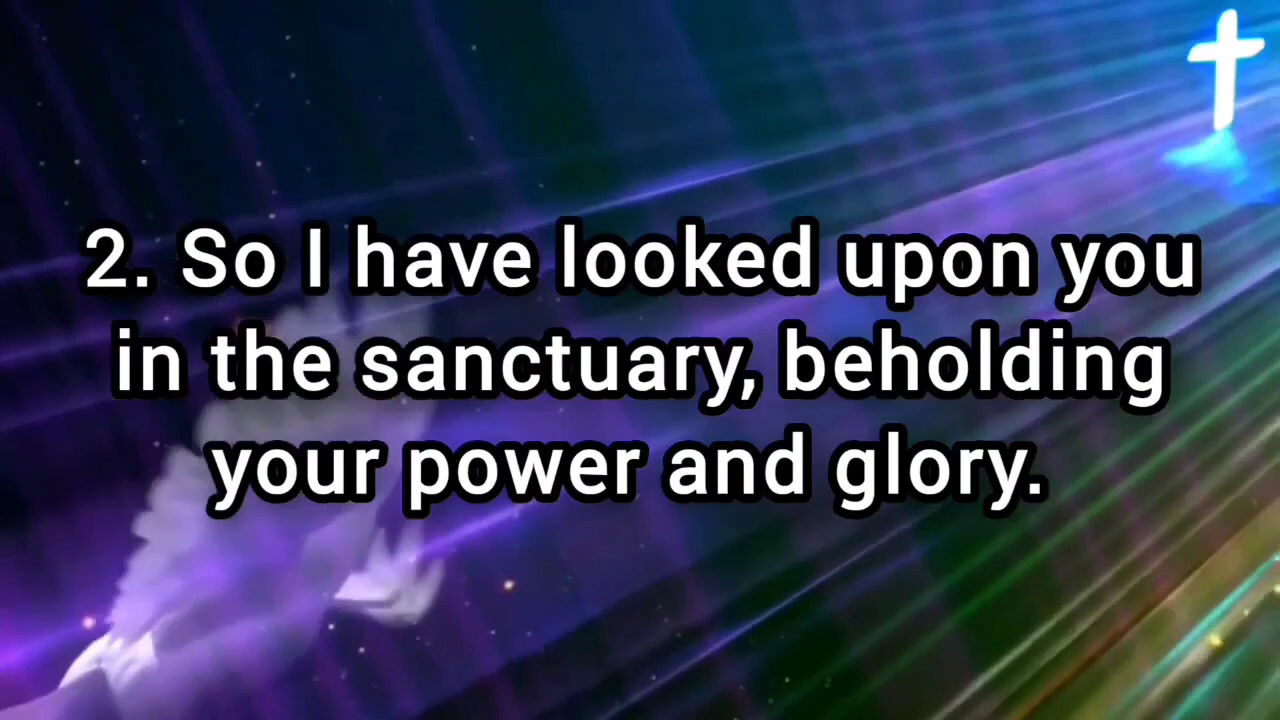 2. So I have looked upon you
in the sanctuary, beholding
your power and glory.